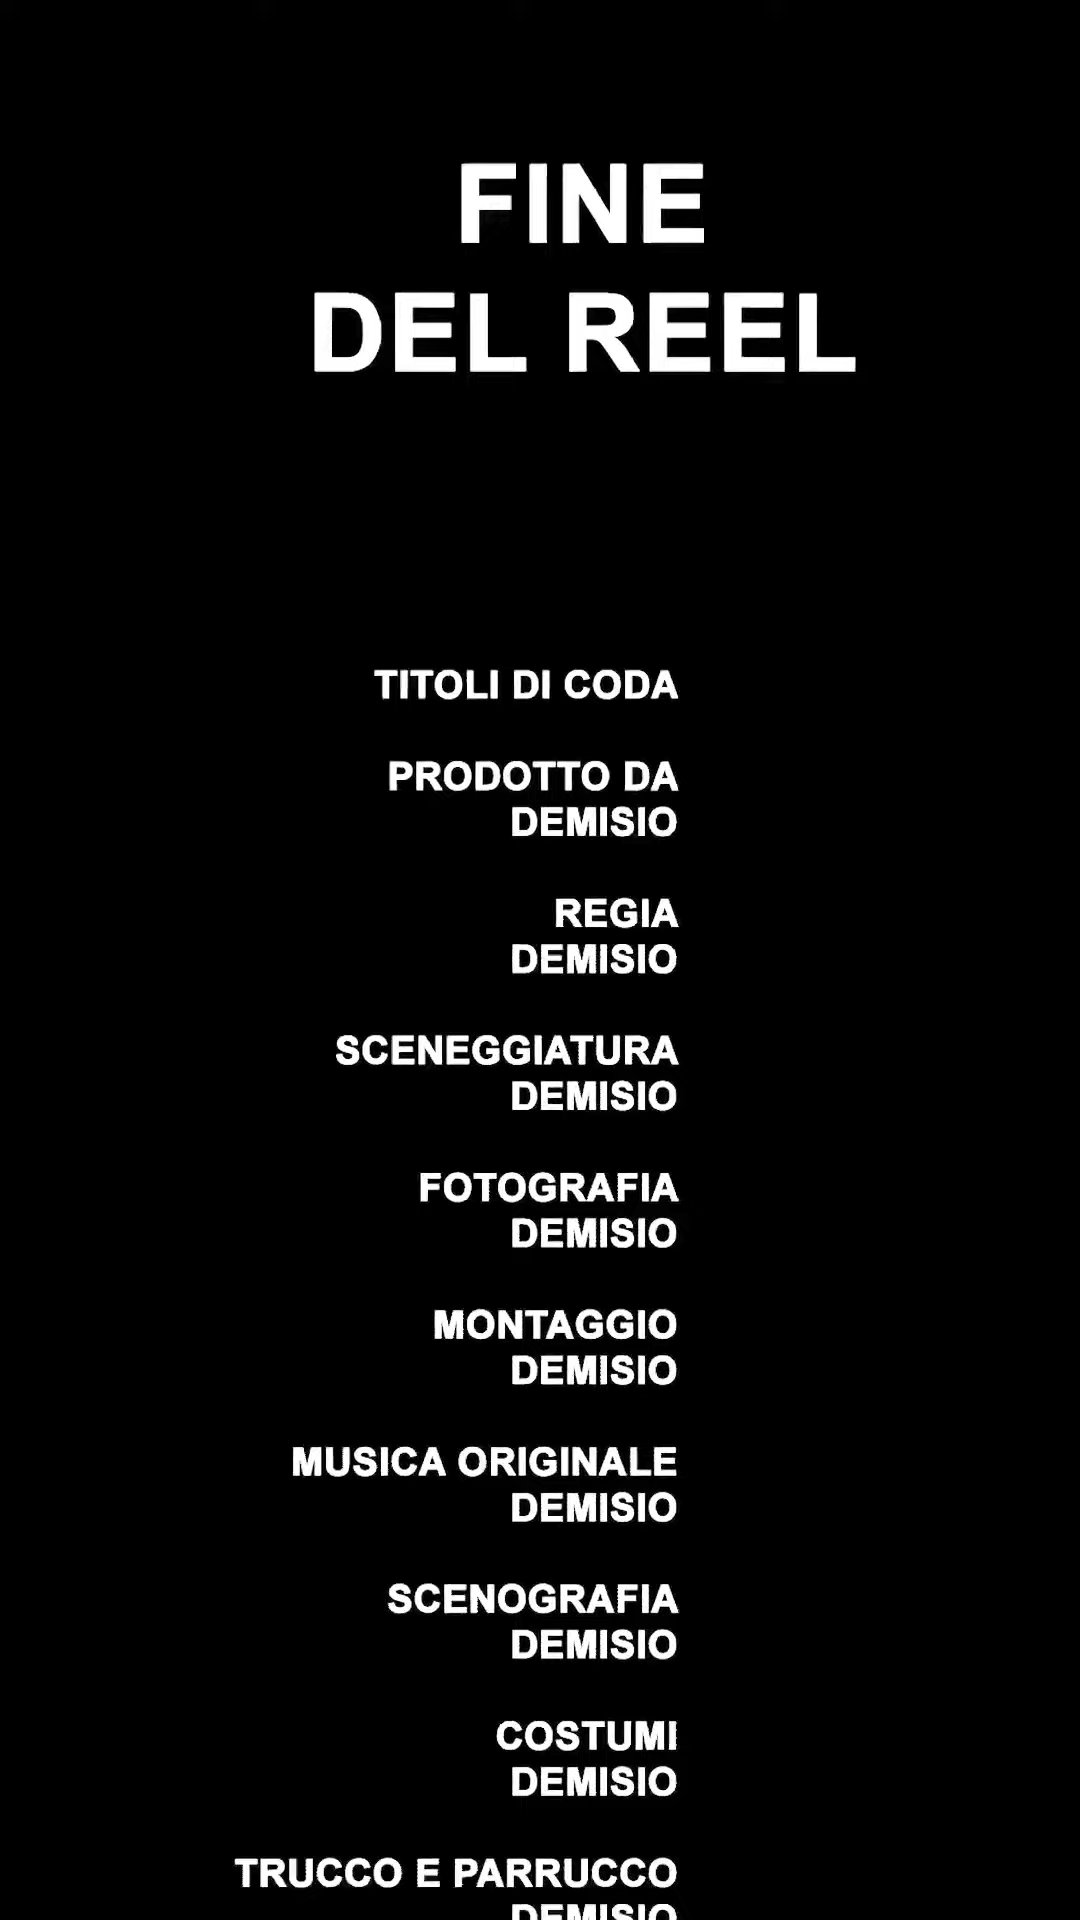 FINE
DEL REEL
TITOLI DI CODA
PRODOTTO DA
DEMISIO
REGIA
DEMISIO
SCENEGGIATURA
DEMISIO
FOTOGRAFIA
DEMISIO
MONTAGGIO
DEMISIO
MUSICA ORIGINALE
DEMISIO
SCENOGRAFIA
DEMISIO
COSTUMI
DEMISIO
TRUCCO E PARRUCCO
DEMISIO